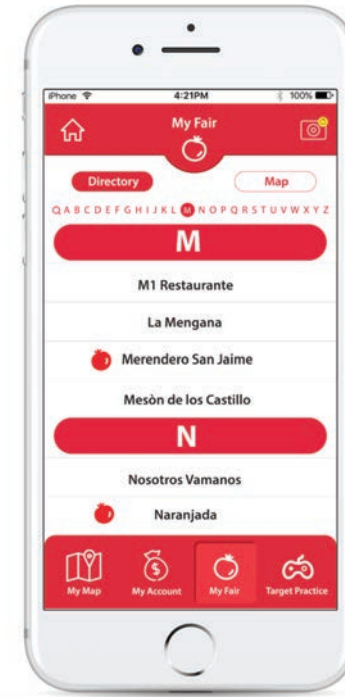 iPhone 4:21PM 100%
My Fair
Directory Map
Q A B C D E F G H I J K L M N O P Q R S T U V W X Y Z
M
M1 Restaurante
La Mengana
Merendero San Jaime
Mesòn de los Castillo
N
Nosotros Vamanos
Naranjada
$
My Map My Account My Fair Target Practice